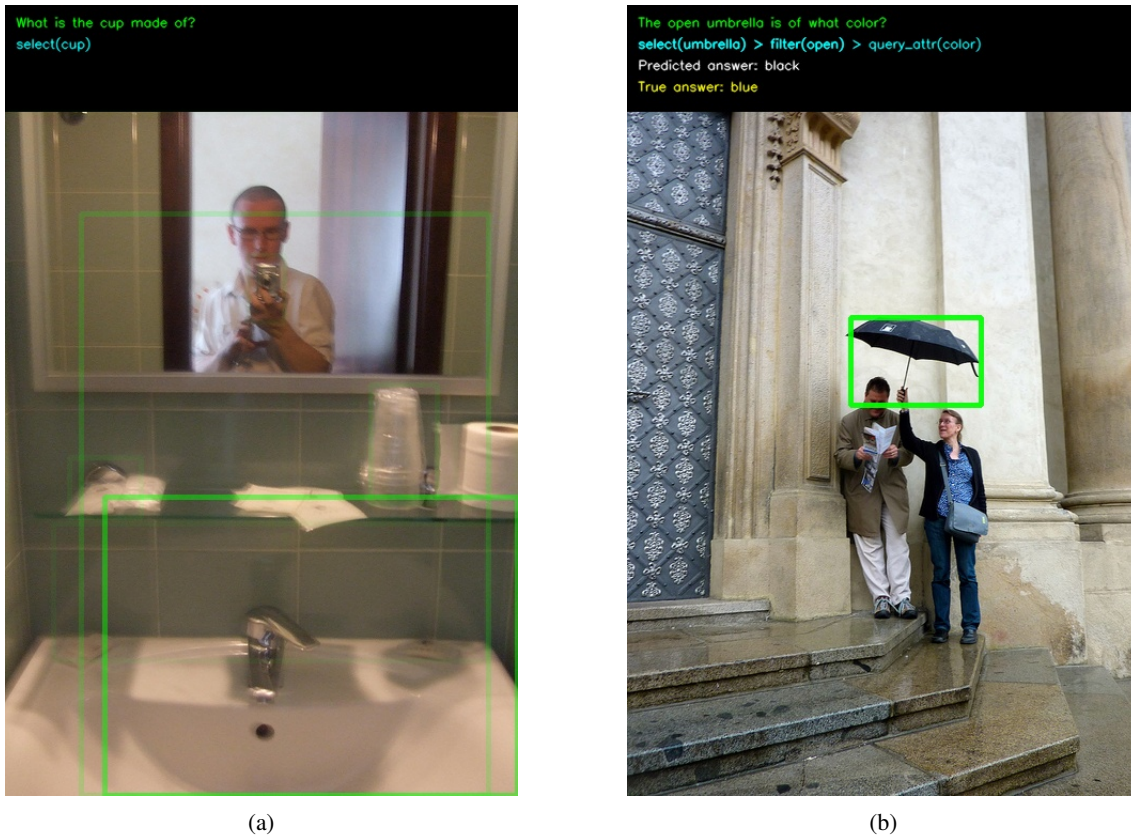 What is the cup made of?
select(cup)
The open umbrella is of what color?
select(umbrella) > filter(open) > query_attr(color)
Predicted answer: black
True answer: blue
(a)
(b)